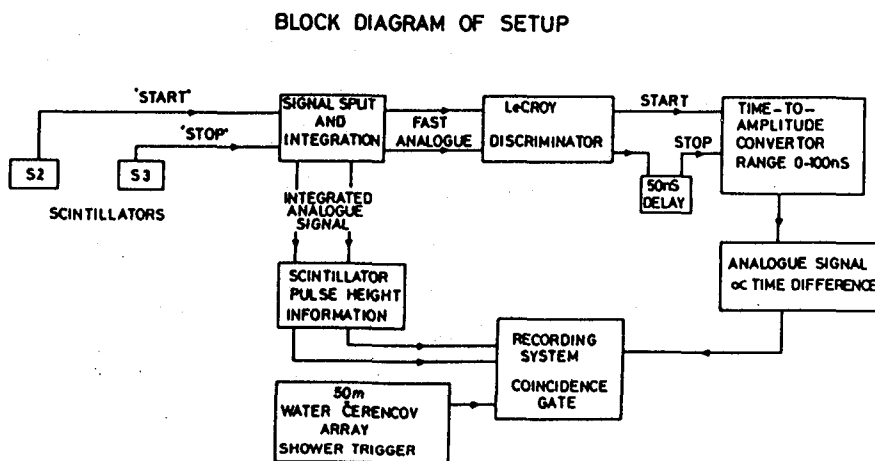 BLOCK DIAGRAM OF SETUP
"START"
"STOP"
S2
S3
SCINTILLATORS
SIGNAL SPLIT
AND
INTEGRATION
FAST
ANALOGUE
LeCROY
DISCRIMINATOR
START
STOP
50nS
DELAY
TIME-TO-
AMPLITUDE
CONVERTOR
RANGE 0-100nS
INTEGRATED
ANALOGUE
SIGNAL
SCINTILLATOR
PULSE HEIGHT
INFORMATION
ANALOGUE SIGNAL
∝ TIME DIFFERENCE
RECORDING
SYSTEM
COINCIDENCE
GATE
50m
WATER ČERENCOV
ARRAY
SHOWER TRIGGER